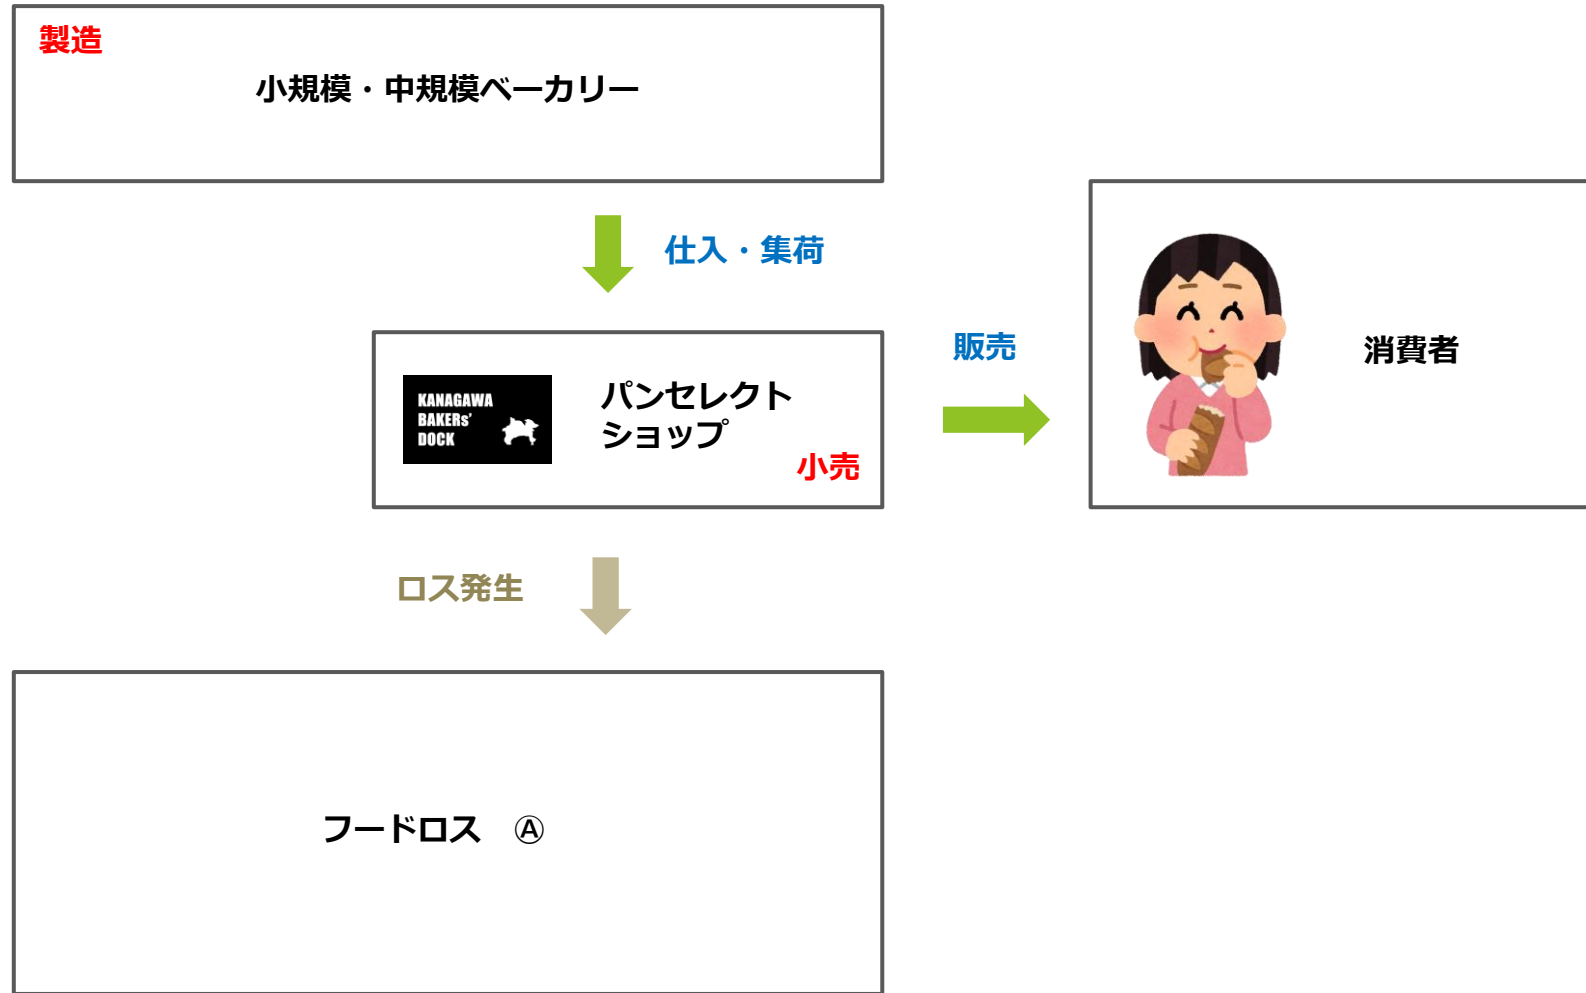 製造
小規模・中規模ベーカリー
仕入・集荷
KANAGAWA
BAKERs'
DOCK
パンセレクト
ショップ
小売
販売
消費者
ロス発生
フードロス　Ⓐ